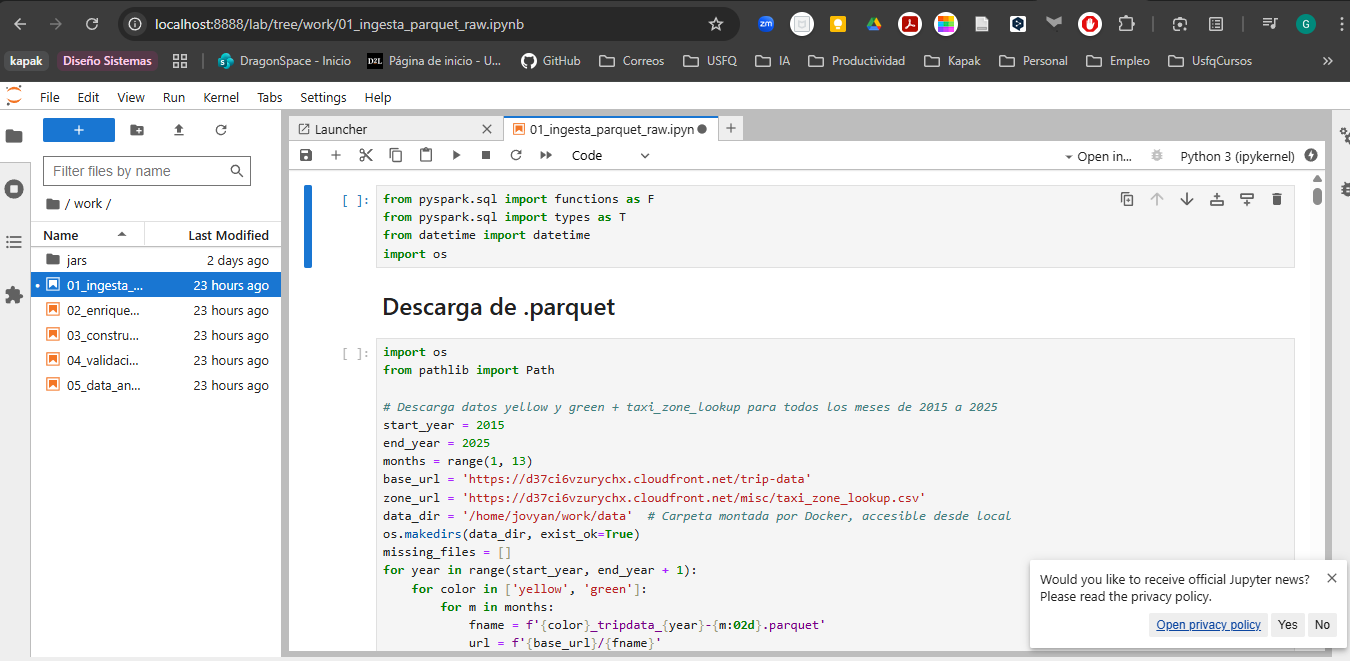 localhost:8888/lab/tree/work/01_ingesta_parquet_raw.ipynb
zm
G
kapak Diseño Sistemas DragonSpace - Inicio D2L Página de inicio - U... GitHub Correos USFQ IA Productividad Kapak Personal Empleo UsfqCursos
File Edit View Run Kernel Tabs Settings Help
Launcher 01_ingesta_parquet_raw.ipyn
Code
Open in...
Python 3 (ipykernel)
Filter files by name
/ work /
Name Last Modified
jars 2 days ago
01_ingesta_... 23 hours ago
02_enrique... 23 hours ago
03_constru... 23 hours ago
04_validaci... 23 hours ago
05_data_an... 23 hours ago
[ ]: from pyspark.sql import functions as F
from pyspark.sql import types as T
from datetime import datetime
import os
Descarga de .parquet
[ ]: import os
from pathlib import Path
# Descarga datos yellow y green + taxi_zone_lookup para todos los meses de 2015 a 2025
start_year = 2015
end_year = 2025
months = range(1, 13)
base_url = 'https://d37ci6vzurychx.cloudfront.net/trip-data'
zone_url = 'https://d37ci6vzurychx.cloudfront.net/misc/taxi_zone_lookup.csv'
data_dir = '/home/jovyan/work/data' # Carpeta montada por Docker, accesible desde local
os.makedirs(data_dir, exist_ok=True)
missing_files = []
for year in range(start_year, end_year + 1):
for color in ['yellow', 'green']:
for m in months:
fname = f'{color}_tripdata_{year}-{m:02d}.parquet'
url = f'{base_url}/{fname}'
Would you like to receive official Jupyter news?
Please read the privacy policy.
Open privacy policy Yes No